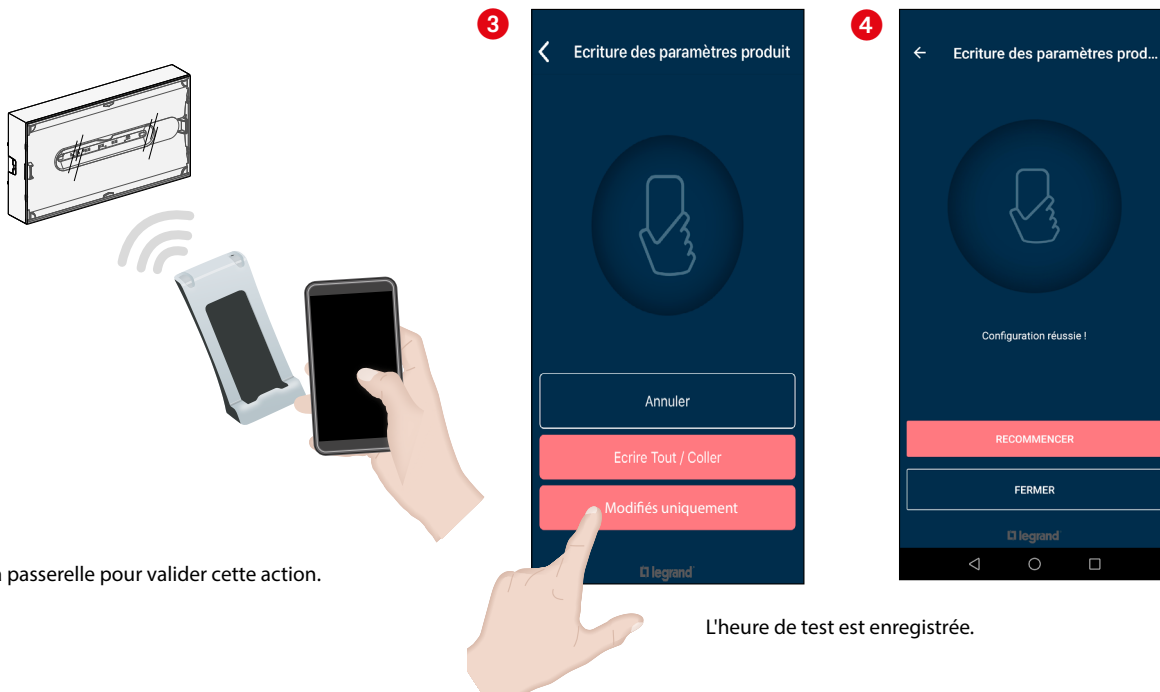 3
Ecriture des paramètres produit
Annuler
Ecrire Tout / Coller
Modifiés uniquement
legrand
4
Ecriture des paramètres prod...
Configuration réussie !
RECOMMENCER
FERMER
legrand
passerelle pour valider cette action.
L'heure de test est enregistrée.